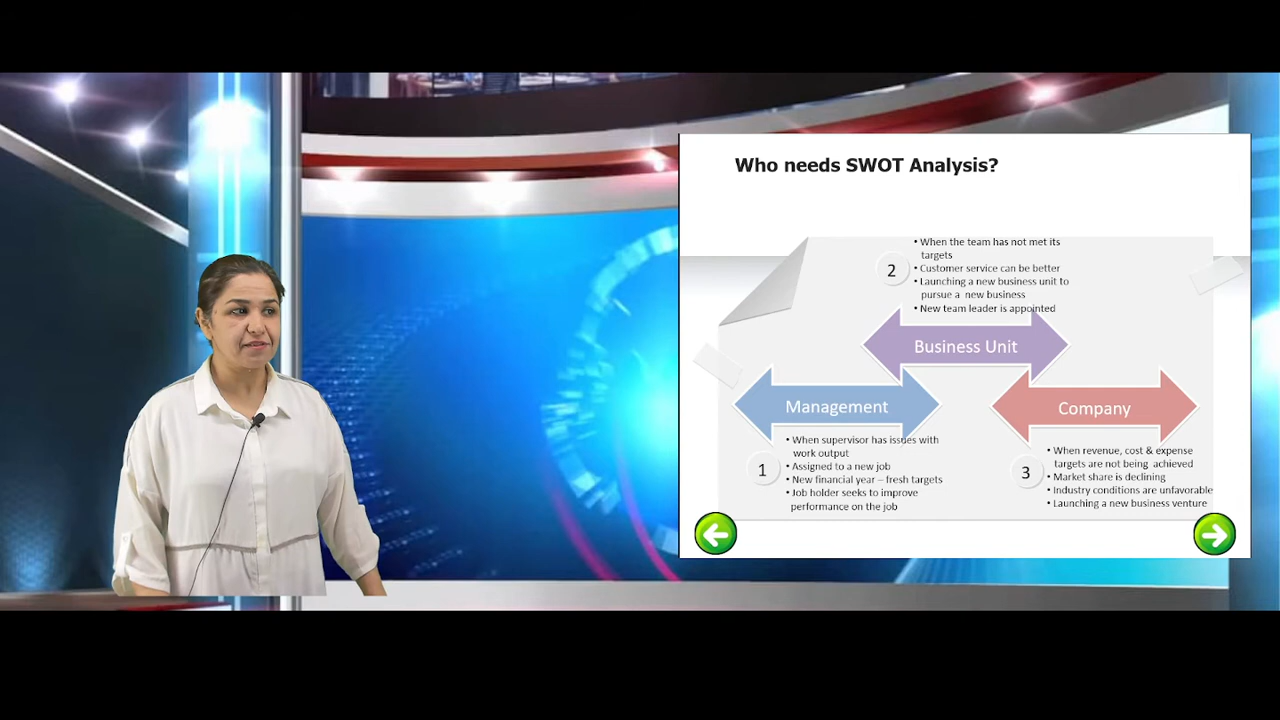 Who needs SWOT Analysis?
2
• When the team has not met its
targets
• Customer service can be better
• Launching a new business unit to
pursue a  new business
• New team leader is appointed
Business Unit
Management
1
• When supervisor has issues with
work output
• Assigned to a new job
• New financial year – fresh targets
• Job holder seeks to improve
performance on the job
Company
3
• When revenue, cost & expense
targets are not being  achieved
• Market share is declining
• Industry conditions are unfavorable
• Launching a new business venture